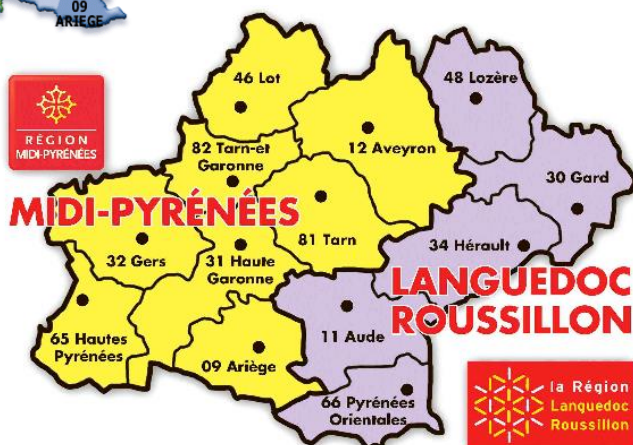 09
ARIEGE
46 Lot
48 Lozère
RÉGION
MIDI-PYRÉNÉES
82 Tarn-et
Garonne
12 Aveyron
30 Gard
MIDI-PYRÉNÉES
81 Tarn
34 Hérault
32 Gers
31 Haute
Garonne
LANGUEDOC
ROUSSILLON
65 Hautes
Pyrénées
11 Aude
09 Ariège
66 Pyrénées
Orientales
la Région
Languedoc
Roussillon